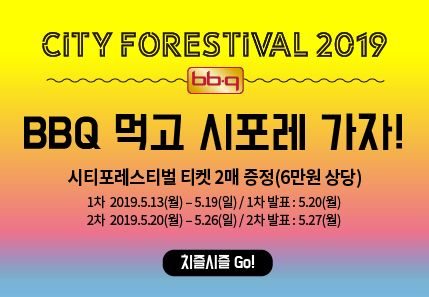 CiTY FORESTiVAL 2019
bb.q
BBQ 먹고 시포레 가자!
시티포레스티벌 티켓 2매 증정(6만원 상당)
1차 2019.5.13(월) – 5.19(일) / 1차 발표 : 5.20(월)
2차 2019.5.20(월) – 5.26(일) / 2차 발표 : 5.27(월)
치즐시즐 Go!